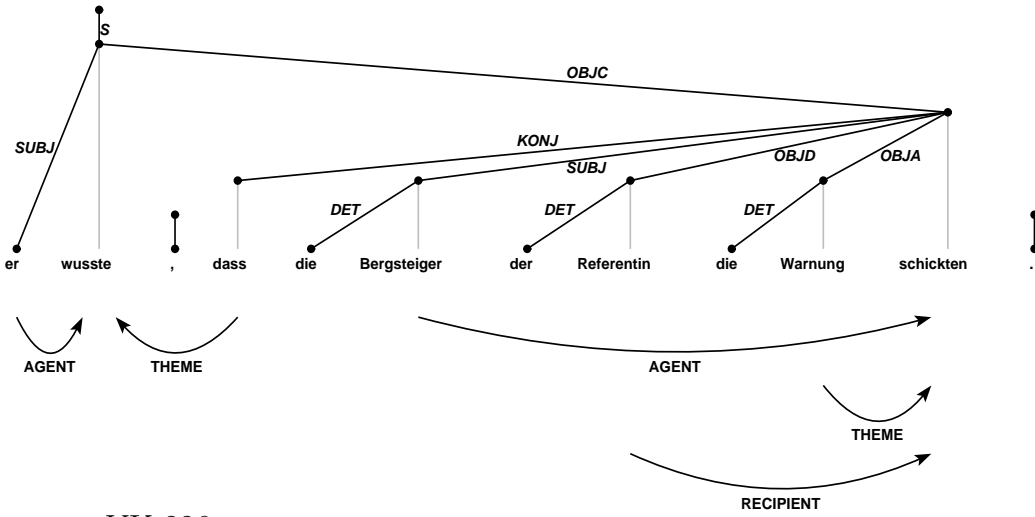 S
OBJC
SUBJ
KONJ
SUBJ
OBJD
OBJA
DET
DET
DET
er wusste , dass die Bergsteiger der Referentin die Warnung schickten .
AGENT
THEME
AGENT
THEME
RECIPIENT